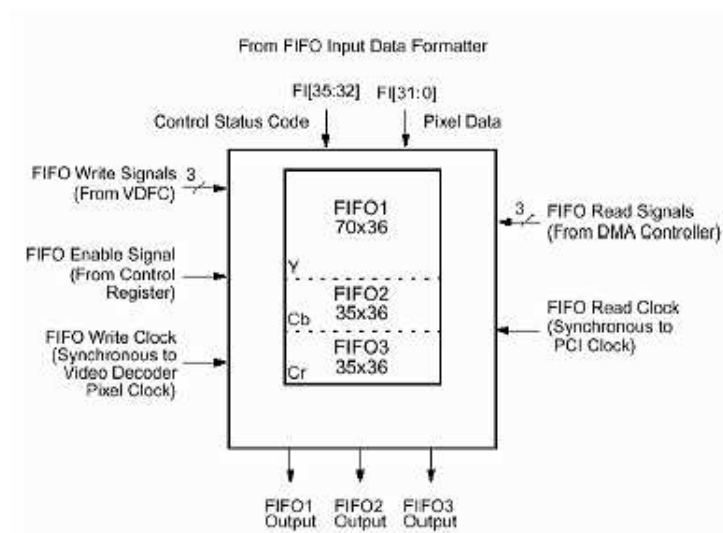 From FIFO Input Data Formatter
FI[35:32] FI[31:0]
Control Status Code
Pixel Data
FIFO Write Signals
(From VDFC)
3
FIFO Enable Signal
(From Control
Register)
FIFO Write Clock
(Synchronous to
Video Decoder
Pixel Clock)
FIFO1
70x36
Y
FIFO2
35x36
Cb
FIFO3
35x36
Cr
3
FIFO Read Signals
(From DMA Controller)
FIFO Read Clock
(Synchronous to
PCI Clock)
FIFO1
Output
FIFO2
Output
FIFO3
Output